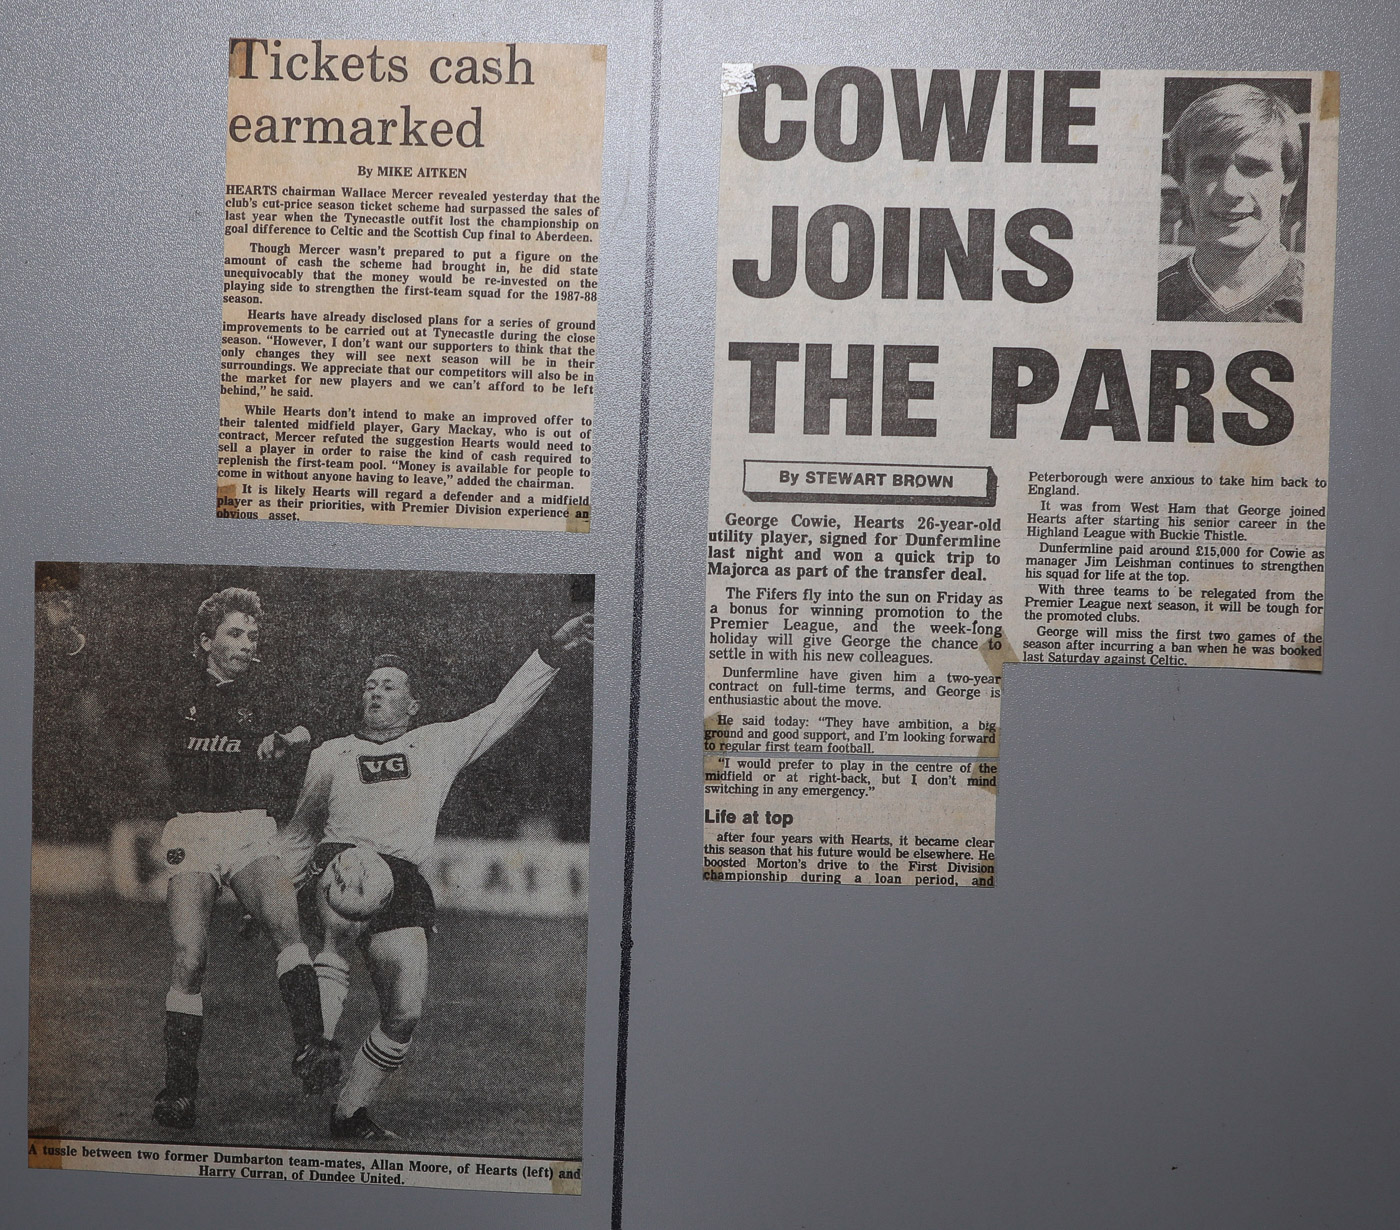 Tickets cash
earmarked
By MIKE AITKEN
HEARTS chairman Wallace Mercer revealed yesterday that the
club's cut-price season ticket scheme had surpassed the sales of
last year when the Tynecastle outfit lost the championship on
goal difference to Celtic and the Scottish Cup final to Aberdeen.
Though Mercer wasn't prepared to put a figure on the
amount of cash the scheme had brought in, he did state
unequivocably that the money would be re-invested on the
playing side to strengthen the first-team squad for the 1987-88
season.
Hearts have already disclosed plans for a series of ground
improvements to be carried out at Tynecastle during the close
season. "However, I don't want our supporters to think that the
only changes they will see next season will be in their
surroundings. We appreciate that our competitors will also be in
the market for new players and we can't afford to be left
behind," he said.
While Hearts don't intend to make an improved offer to
their talented midfield player, Gary Mackay, who is out of
contract, Mercer refuted the suggestion Hearts would need to
sell a player in order to raise the kind of cash required to
replenish the first-team pool. "Money is available for people to
come in without anyone having to leave," added the chairman.
It is likely Hearts will regard a defender and a midfield
player as their priorities, with Premier Division experience an
obvious asset.
mita
VG
A tussle between two former Dumbarton team-mates, Allan Moore, of Hearts (left) and
Harry Curran, of Dundee United.
COWIE
JOINS
THE PARS
By STEWART BROWN
George Cowie, Hearts 26-year-old
utility player, signed for Dunfermline
last night and won a quick trip to
Majorca as part of the transfer deal.
The Fifers fly into the sun on Friday as
a bonus for winning promotion to the
Premier League, and the week-long
holiday will give George the chance to
settle in with his new colleagues.
Dunfermline have given him a two-year
contract on full-time terms, and George is
enthusiastic about the move.
He said today: "They have ambition, a big
ground and good support, and I'm looking forward
to regular first team football.
"I would prefer to play in the centre of the
midfield or at right-back, but I don't mind
switching in any emergency."
Life at top
after four years with Hearts, it became clear
this season that his future would be elsewhere. He
boosted Morton's drive to the First Division
championship during a loan period, and
Peterborough were anxious to take him back to
England.
It was from West Ham that George joined
Hearts after starting his senior career in the
Highland League with Buckie Thistle.
Dunfermline paid around £15,000 for Cowie as
manager Jim Leishman continues to strengthen
his squad for life at the top.
With three teams to be relegated from the
Premier League next season, it will be tough for
the promoted clubs.
George will miss the first two games of the
season after incurring a ban when he was booked
last Saturday against Celtic.